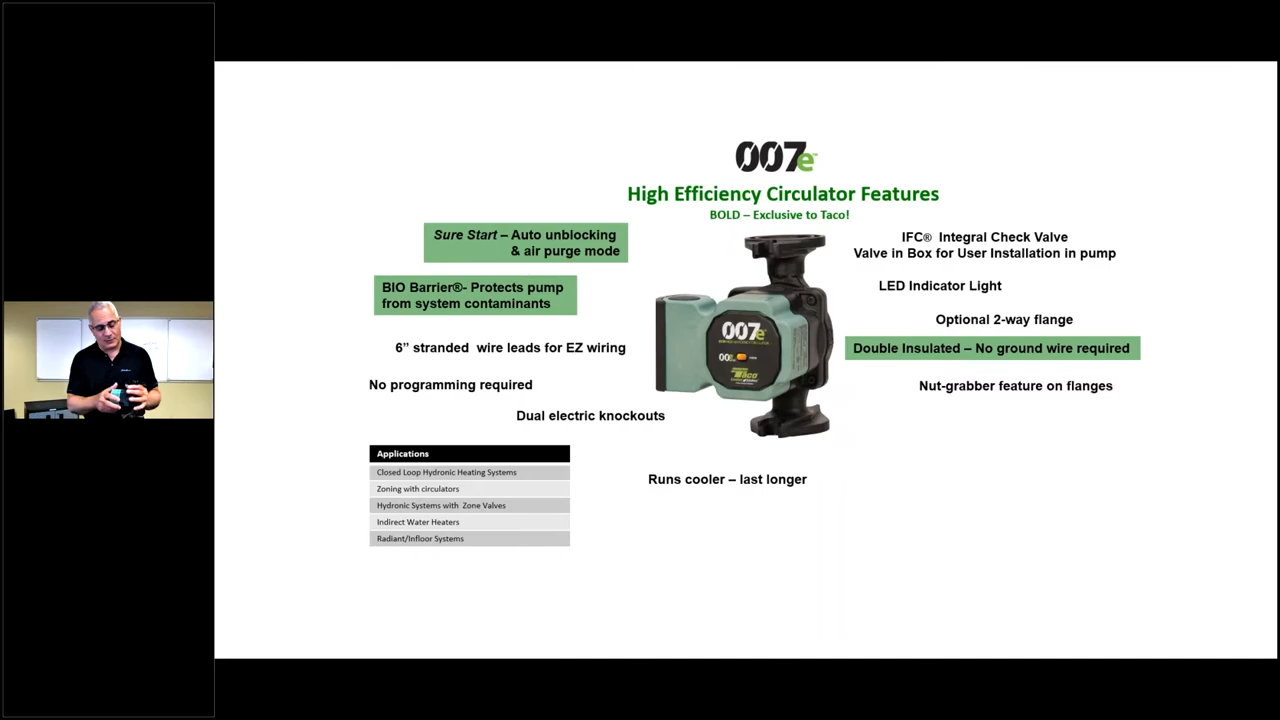 007e™
High Efficiency Circulator Features
BOLD – Exclusive to Taco!
Sure Start – Auto unblocking
& air purge mode
BIO Barrier®- Protects pump
from system contaminants
6” stranded wire leads for EZ wiring
No programming required
Dual electric knockouts
IFC® Integral Check Valve
Valve in Box for User Installation in pump
LED Indicator Light
Optional 2-way flange
Double Insulated – No ground wire required
Nut-grabber feature on flanges
007e
Taco
Runs cooler – last longer
Applications
Closed Loop Hydronic Heating Systems
Zoning with circulators
Hydronic Systems with Zone Valves
Indirect Water Heaters
Radiant/Infloor Systems